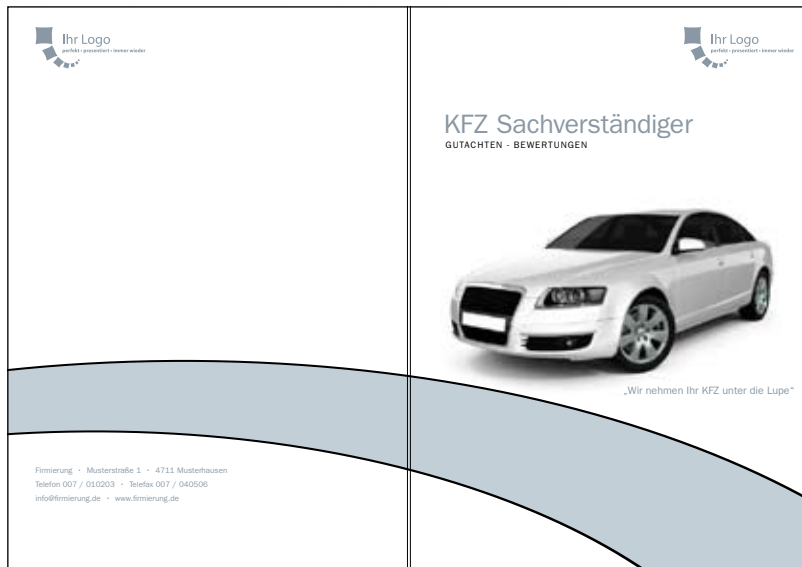 Ihr Logo
perfekt • presentiert • immer wieder
Firmierung · Musterstraße 1 · 4711 Musterhausen
Telefon 007 / 010203 · Telefax 007 / 040506
info@firmierung.de · www.firmierung.de
Ihr Logo
perfekt • presentiert • immer wieder
KFZ Sachverständiger
GUTACHTEN - BEWERTUNGEN
„Wir nehmen Ihr KFZ unter die Lupe“